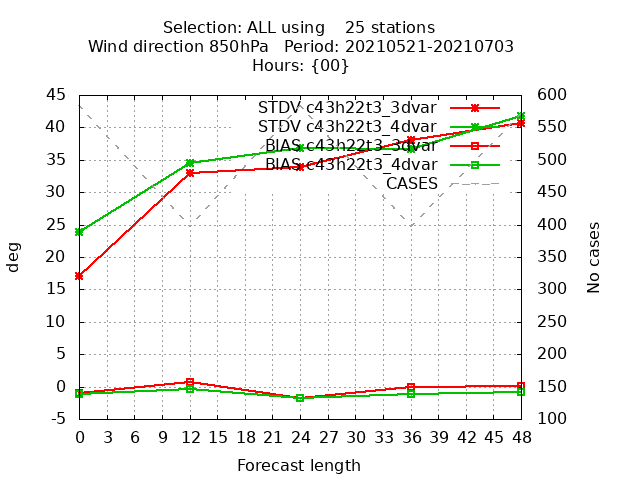 Selection: ALL using    25 stations
Wind direction 850hPa   Period: 20210521-20210703
Hours: {00}
STDV c43h22t3_3dvar
STDV c43h22t3_4dvar
BIAS c43h22t3_3dvar
BIAS c43h22t3_4dvar
CASES
deg
45
40
35
30
25
20
15
10
5
0
-5
No cases
600
550
500
450
400
350
300
250
200
150
100
0 3 6 9 12 15 18 21 24 27 30 33 36 39 42 45 48
Forecast length